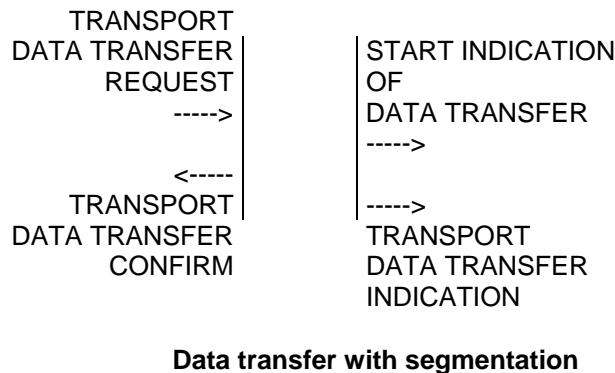 TRANSPORT
DATA TRANSFER
REQUEST
----->
<-----
TRANSPORT
DATA TRANSFER
CONFIRM
START INDICATION
OF
DATA TRANSFER
----->
----->
TRANSPORT
DATA TRANSFER
INDICATION
Data transfer with segmentation